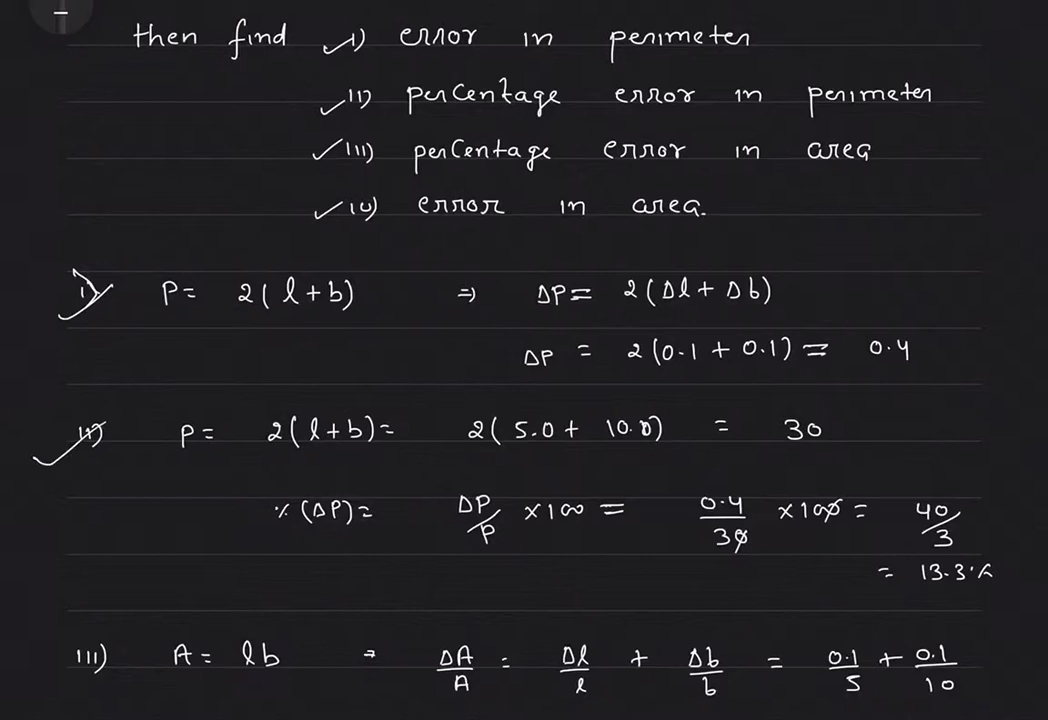 then find i) error in perimeter
ii) percentage error in perimeter
iii) percentage error in area
iv) error in area.
i) P= 2(l+b) ⇒ ΔP= 2(Δl+Δb)
ΔP = 2(0.1+0.1) = 0.4
ii) P= 2(l+b)= 2(5.0+10.0) = 30
%(ΔP)= ΔP/P ×100 = 0.4/30 ×100 = 40/3
= 13.3%
iii) A= lb ⇒ ΔA/A = Δl/l + Δb/b = 0.1/5 + 0.1/10